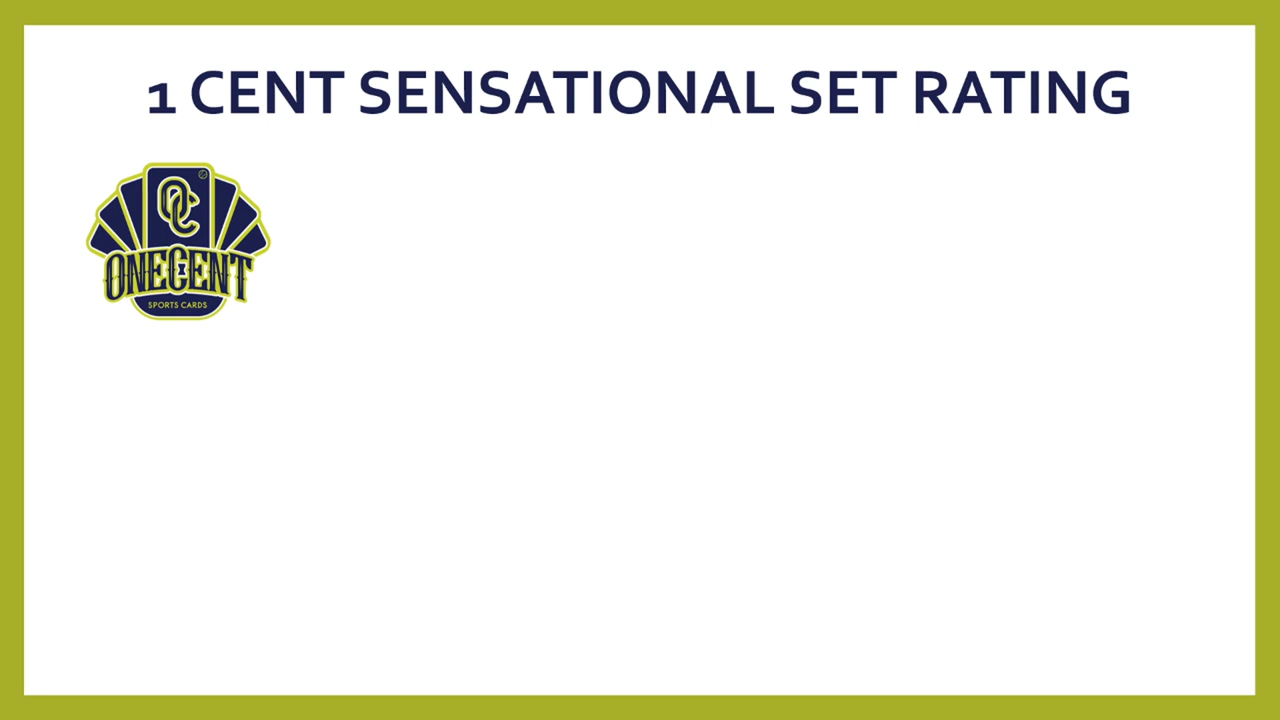 1 CENT SENSATIONAL SET RATING
OC
ONECENT
SPORTS CARDS